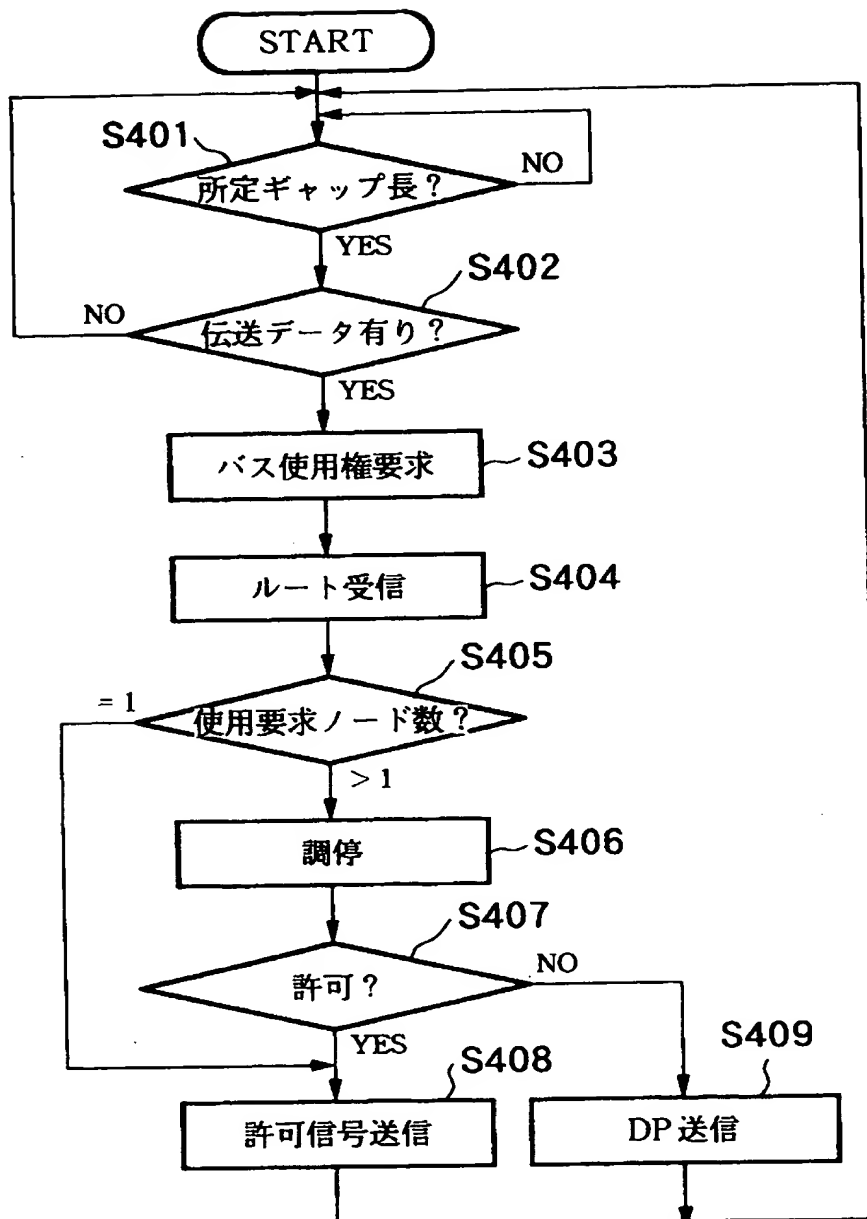 START
S401
所定ギャップ長?
NO
YES
S402
NO
伝送データ有り?
YES
バス使用権要求
S403
ルート受信
S404
S405
= 1
使用要求ノード数?
> 1
調停
S406
S407
許可?
NO
YES
S408
S409
許可信号送信
DP送信